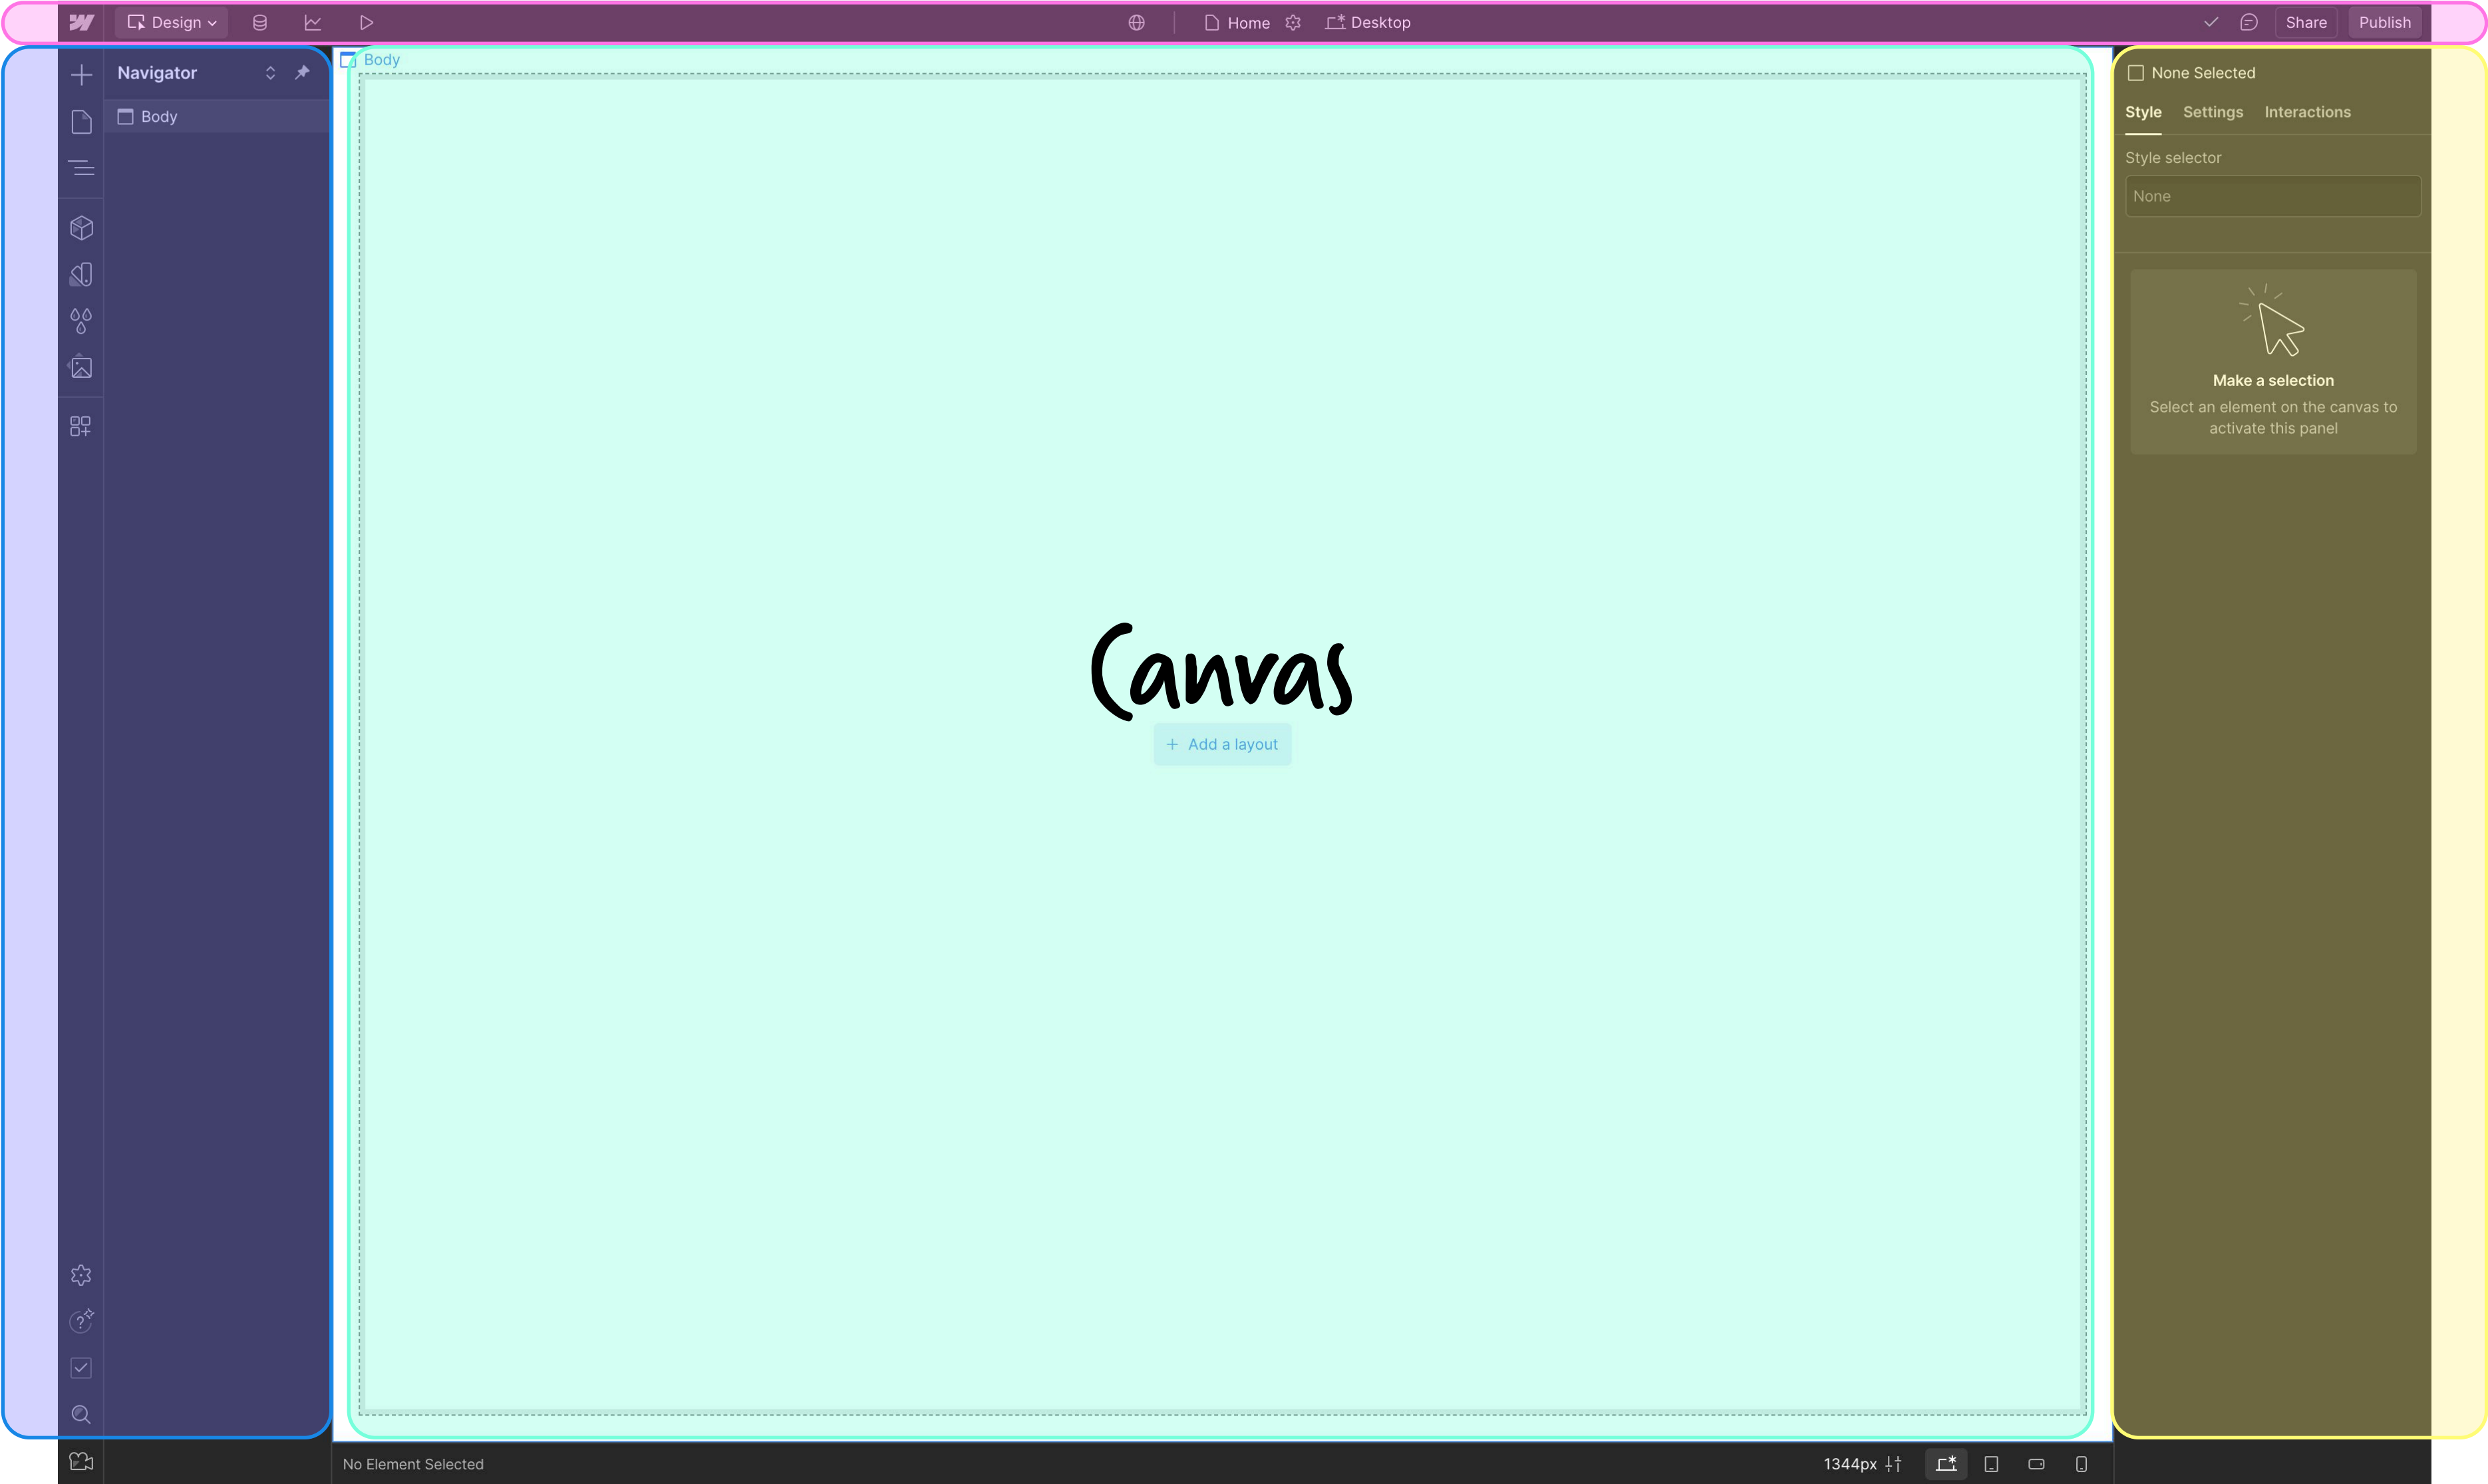 Design
Home
Desktop
Share
Publish
Navigator
Body
Body
Canvas
+ Add a layout
None Selected
Style Settings Interactions
Style selector
None
Make a selection
Select an element on the canvas to
activate this panel
No Element Selected
1344px